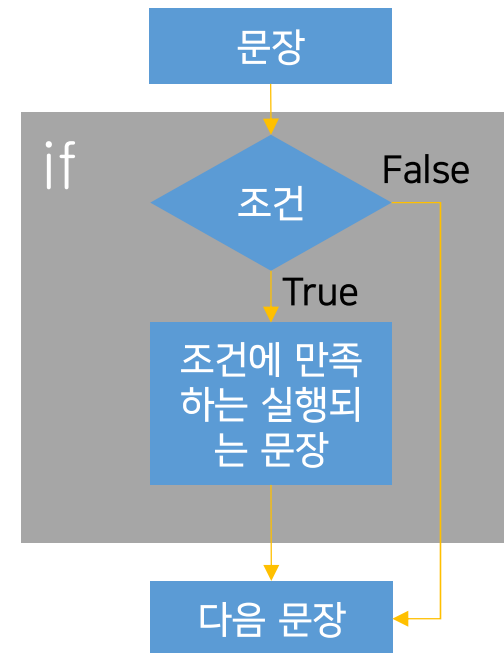 문장
if
조건
False
True
조건에 만족
하는 실행되
는 문장
다음 문장